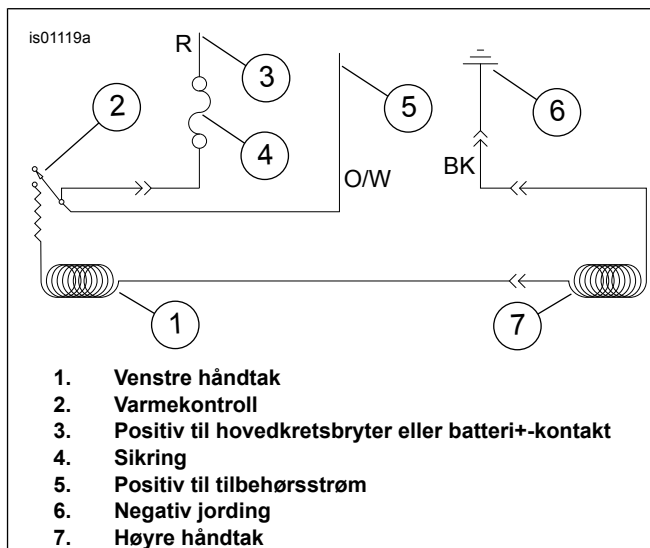 is01119a
R
3
2
4
5
6
O/W
BK
1
7
1. Venstre håndtak
2. Varmekontroll
3. Positiv til hovedkretsbryter eller batteri+-kontakt
4. Sikring
5. Positiv til tilbehørsstrøm
6. Negativ jording
7. Høyre håndtak